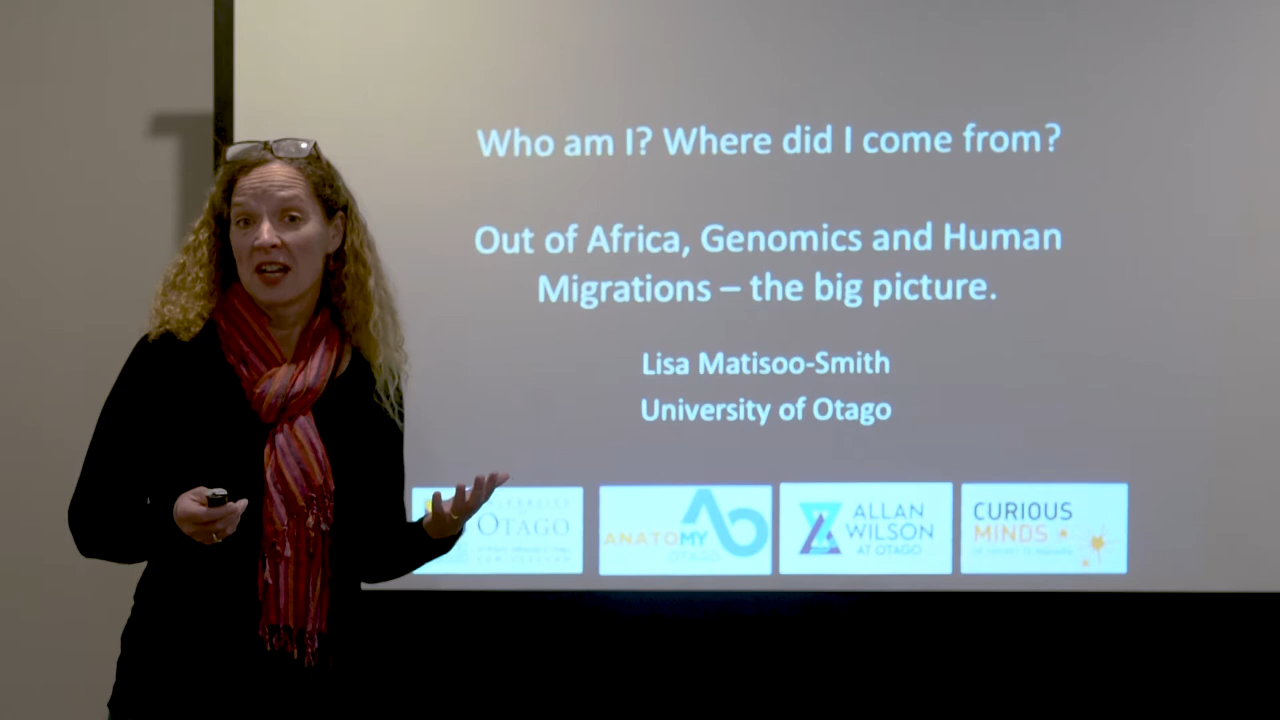 Who am I? Where did I come from?
Out of Africa, Genomics and Human
Migrations – the big picture.
Lisa Matisoo-Smith
University of Otago
OTAGO
ANATOMY
OTAGO
ALLAN
WILSON
AT OTAGO
CURIOUS
MINDS